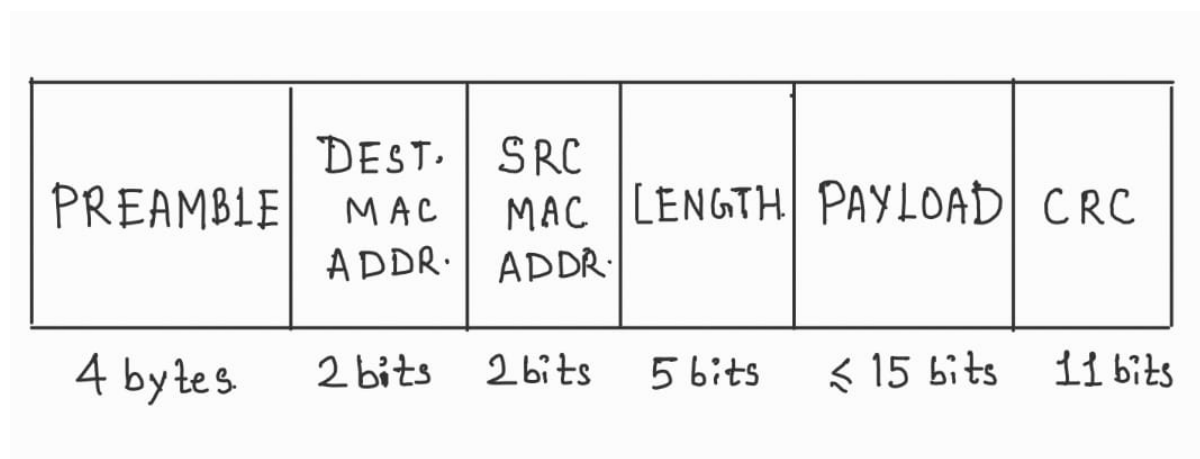 PREAMBLE
DEST.
MAC
ADDR.
SRC
MAC
ADDR.
LENGTH
PAYLOAD
CRC
4 bytes.
2 bits
2 bits
5 bits
≤ 15 bits
11 bits